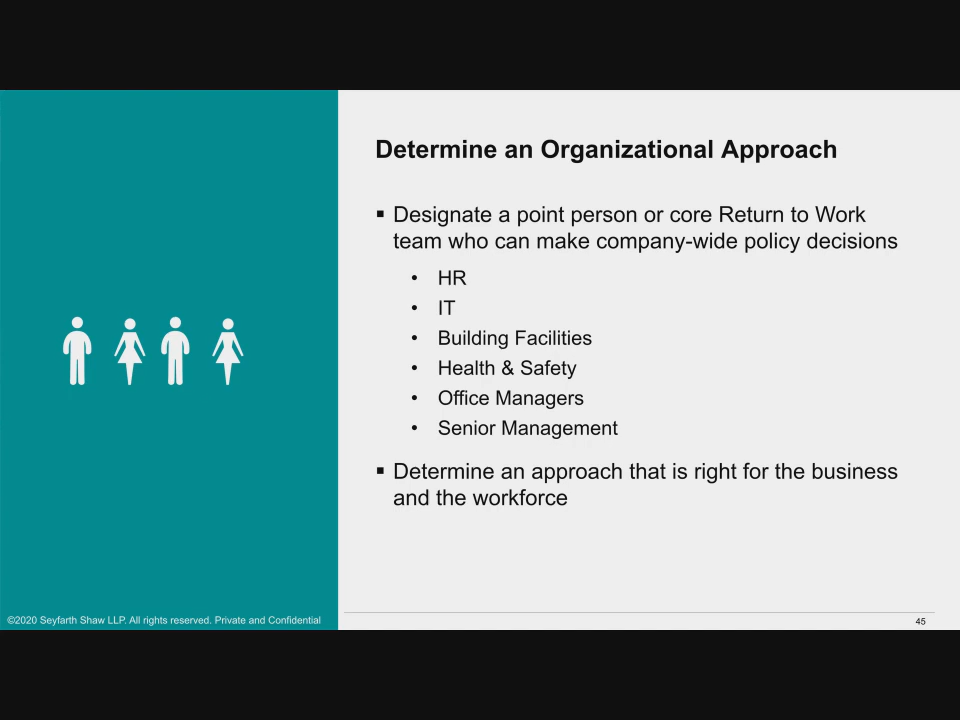 Determine an Organizational Approach
▪ Designate a point person or core Return to Work
team who can make company-wide policy decisions
• HR
• IT
• Building Facilities
• Health & Safety
• Office Managers
• Senior Management
▪ Determine an approach that is right for the business
and the workforce
©2020 Seyfarth Shaw LLP. All rights reserved. Private and Confidential
45